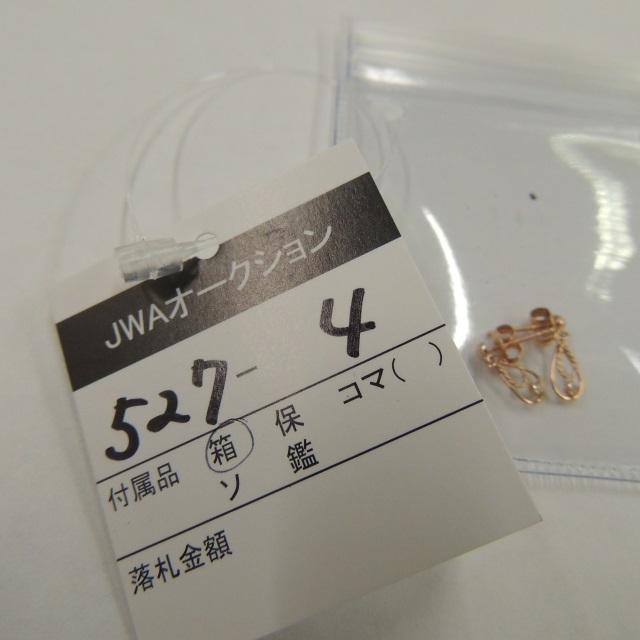 JWAオークション
527-4
付属品 箱 保 コマ( )
ソ 鑑
落札金額